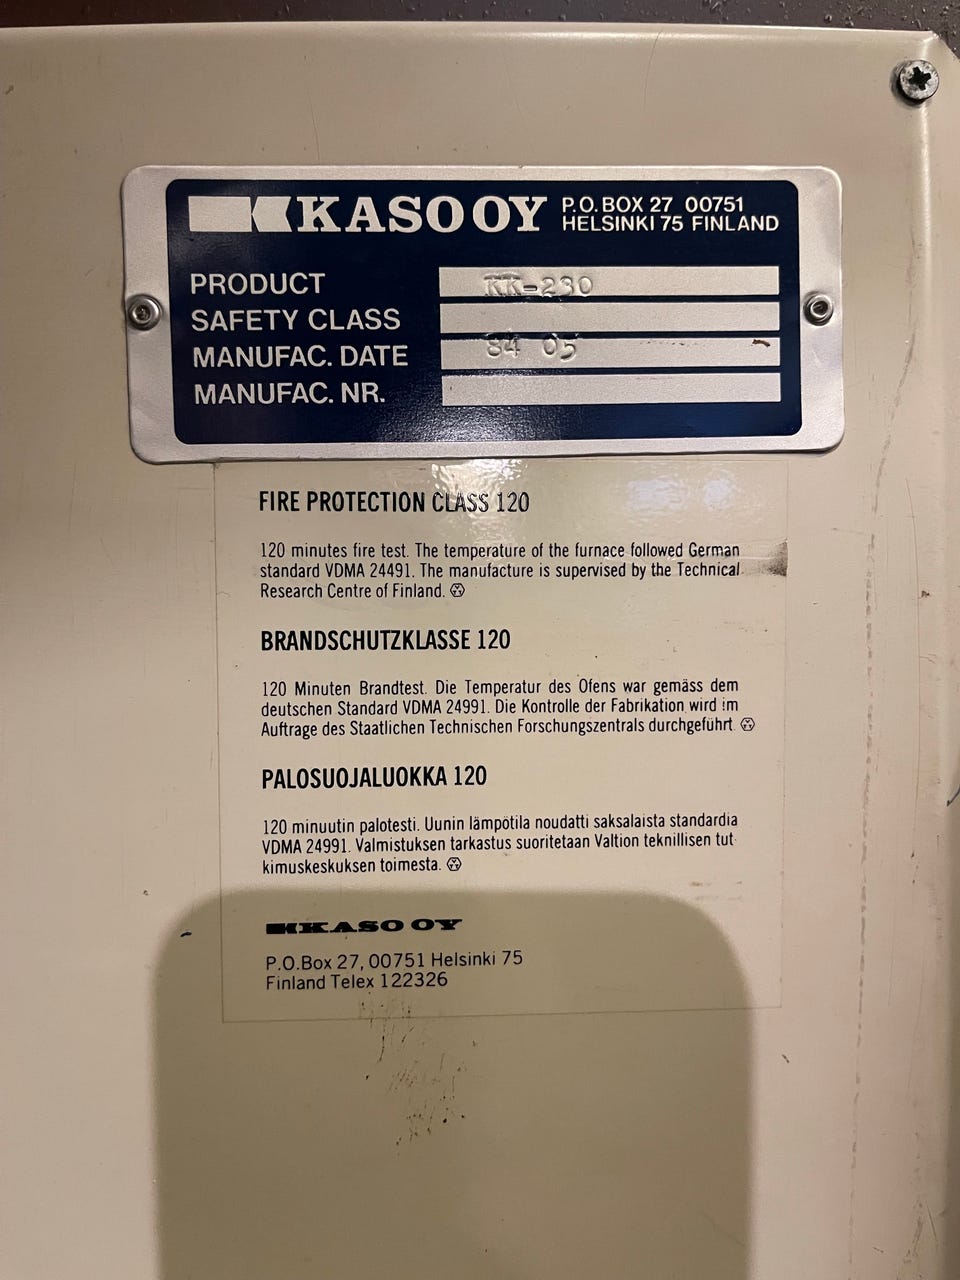 KASO OY P.O. BOX 27 00751
HELSINKI 75 FINLAND
PRODUCT KK-230
SAFETY CLASS
MANUFAC. DATE 84 05
MANUFAC. NR.
FIRE PROTECTION CLASS 120
120 minutes fire test. The temperature of the furnace followed German
standard VDMA 24491. The manufacture is supervised by the Technical
Research Centre of Finland.
BRANDSCHUTZKLASSE 120
120 Minuten Brandtest. Die Temperatur des Ofens war gemäss dem
deutschen Standard VDMA 24991. Die Kontrolle der Fabrikation wird im
Auftrage des Staatlichen Technischen Forschungszentrals durchgeführt.
PALOSUOJALUOKKA 120
120 minuutin palotesti. Uunin lämpötila noudatti saksalaista standardia
VDMA 24991. Valmistuksen tarkastus suoritetaan Valtion teknillisen tut-
kimuskeskuksen toimesta.
KASO OY
P.O.Box 27, 00751 Helsinki 75
Finland Telex 122326